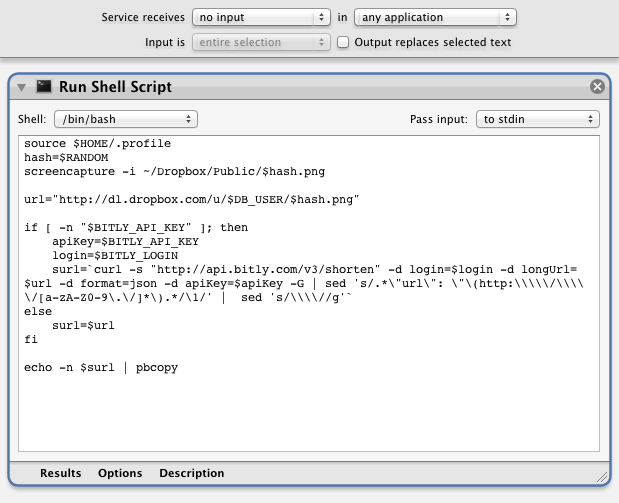 Service receives no input in any application
Input is entire selection Output replaces selected text
Run Shell Script
Shell: /bin/bash Pass input: to stdin
source $HOME/.profile
hash=$RANDOM
screencapture -i ~/Dropbox/Public/$hash.png
url="http://dl.dropbox.com/u/$DB_USER/$hash.png"
if [ -n "$BITLY_API_KEY" ]; then
    apiKey=$BITLY_API_KEY
    login=$BITLY_LOGIN
    surl=`curl -s "http://api.bitly.com/v3/shorten" -d login=$login -d longUrl=
$url -d format=json -d apiKey=$apiKey -G | sed 's/.*\"url\": \"\(http:\\\\\/\\\\
\/[a-zA-Z0-9\.\/]*\).*/\1/' |  sed 's/\\\\//g'`
else
    surl=$url
fi
echo -n $surl | pbcopy
Results Options Description